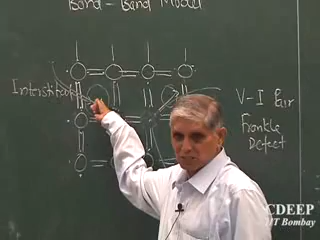 Bond - Band Model
Interstitial
V-I Pair
Frenkle
Defect
CDEEP
IIT Bombay